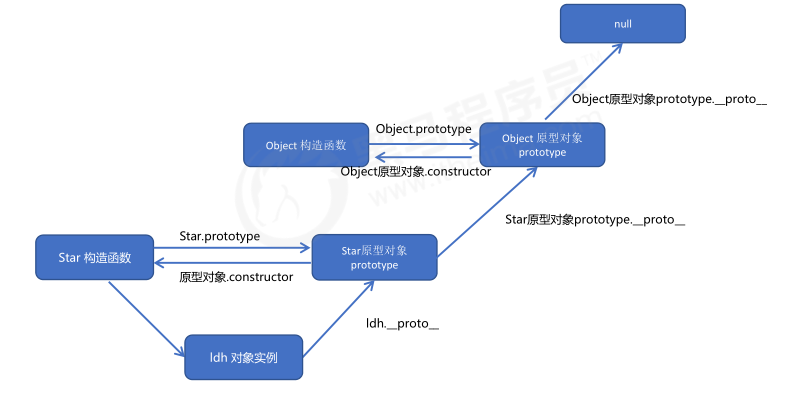 null
Object原型对象prototype.__proto__
Object.prototype
Object 构造函数
Object 原型对象
prototype
Object原型对象.constructor
Star原型对象prototype.__proto__
Star.prototype
Star 构造函数
Star原型对象
prototype
原型对象.constructor
ldh.__proto__
ldh 对象实例